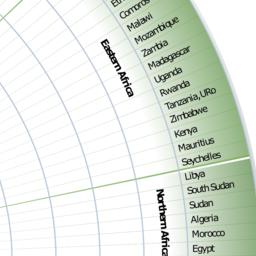 Comoros
Malawi
Mozambique
Zambia
Madagascar
Uganda
Rwanda
Tanzania, URo
Zimbabwe
Kenya
Mauritius
Seychelles
Eastern Africa
Libya
South Sudan
Sudan
Algeria
Morocco
Egypt
Northern Africa